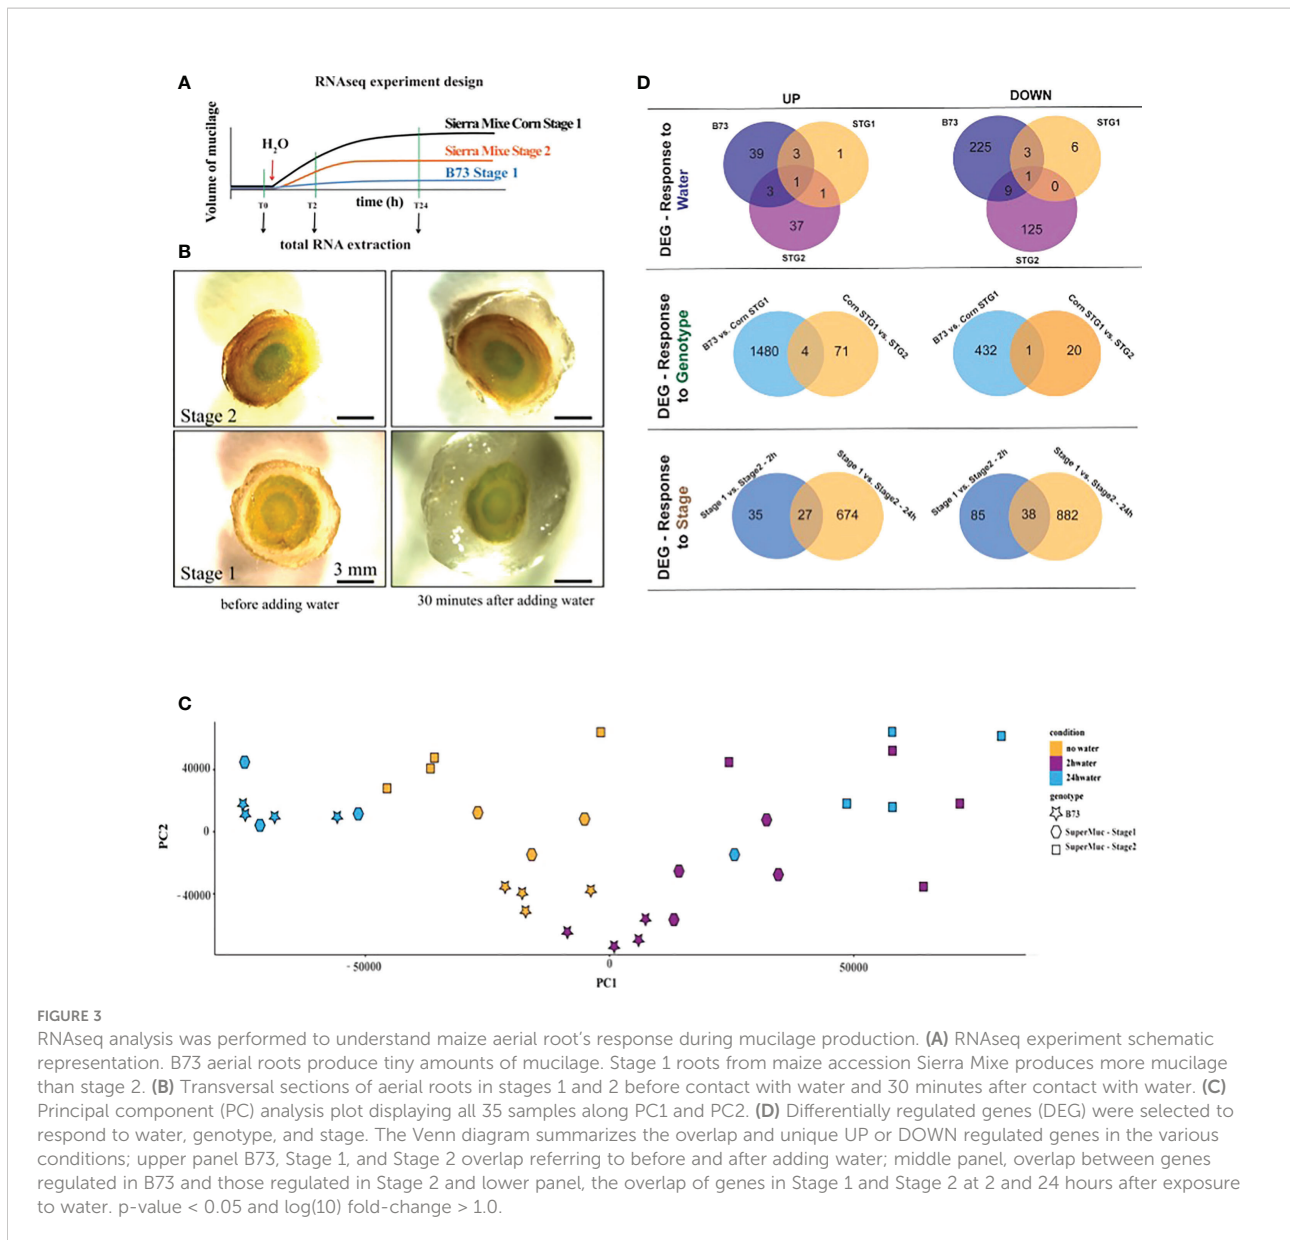 A
RNAseq experiment design
Volume of mucilage
H2O
Sierra Mixe Corn Stage 1
Sierra Mixe Stage 2
B73 Stage 1
T0
T2
time (h)
T24
total RNA extraction
B
Stage 2
Stage 1
3 mm
before adding water
30 minutes after adding water
D
UP
DOWN
DEG - Response to
Water
B73
STG1
39
3
1
1
3
1
37
STG2
B73
STG1
225
3
6
1
9
0
125
STG2
DEG - Response
to Genotype
B73 vs. Corn STG1
Corn STG1 vs. STG2
1480
4
71
B73 vs. Corn STG1
Corn STG1 vs. STG2
432
1
20
DEG - Response
to Stage
Stage 1 vs. Stage2 - 2h
Stage 1 vs. Stage2 - 24h
35
27
674
Stage 1 vs. Stage2 - 2h
Stage 1 vs. Stage2 - 24h
85
38
882
C
PC2
40000
0
- 40000
- 50000
0
50000
PC1
condition
no water
2hwater
24hwater
genotype
B73
SuperMuc - Stage1
SuperMuc - Stage2
FIGURE 3
RNAseq analysis was performed to understand maize aerial root's response during mucilage production. (A) RNAseq experiment schematic
representation. B73 aerial roots produce tiny amounts of mucilage. Stage 1 roots from maize accession Sierra Mixe produces more mucilage
than stage 2. (B) Transversal sections of aerial roots in stages 1 and 2 before contact with water and 30 minutes after contact with water. (C)
Principal component (PC) analysis plot displaying all 35 samples along PC1 and PC2. (D) Differentially regulated genes (DEG) were selected to
respond to water, genotype, and stage. The Venn diagram summarizes the overlap and unique UP or DOWN regulated genes in the various
conditions; upper panel B73, Stage 1, and Stage 2 overlap referring to before and after adding water; middle panel, overlap between genes
regulated in B73 and those regulated in Stage 2 and lower panel, the overlap of genes in Stage 1 and Stage 2 at 2 and 24 hours after exposure
to water. p-value < 0.05 and log(10) fold-change > 1.0.